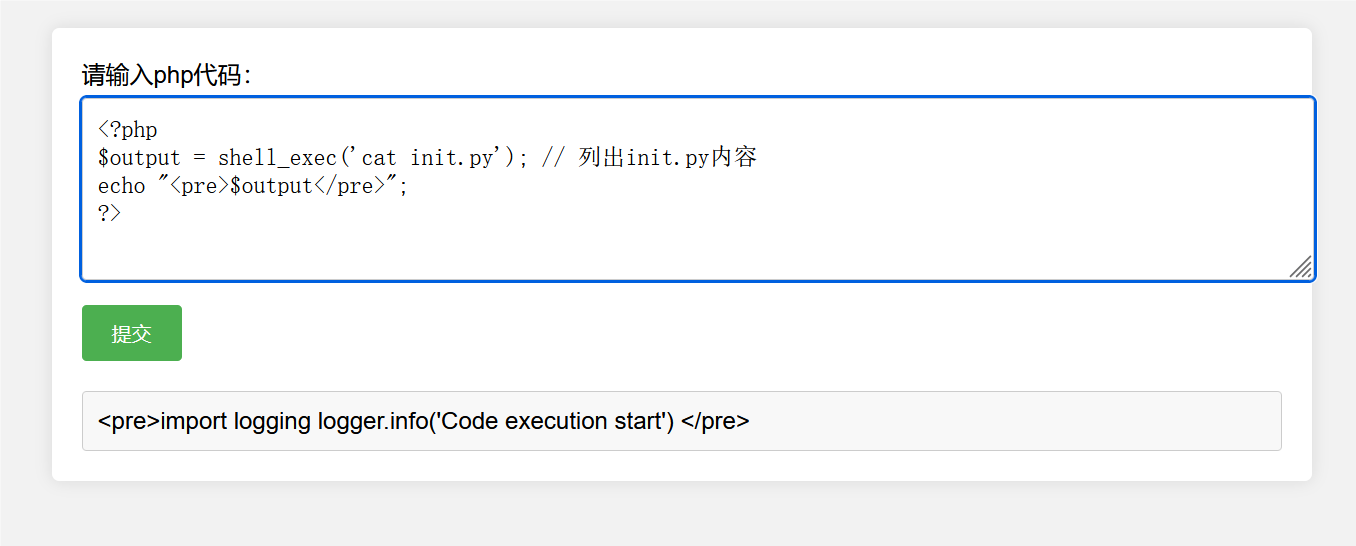 请输入php代码：
<?php
$output = shell_exec('cat init.py'); // 列出init.py内容
echo "<pre>$output</pre>";
?>
提交
<pre>import logging logger.info('Code execution start') </pre>